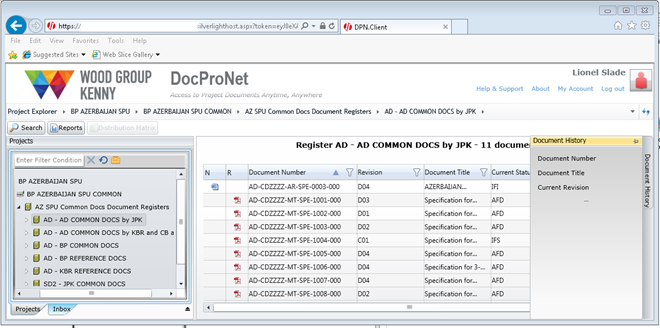 https://
silverlighthost.aspx?token=eyJ0eXA
DPN.Client
File Edit View Favorites Tools Help
Suggested Sites Web Slice Gallery
WOOD GROUP
KENNY
DocProNet
Access to Project Documents Anytime, Anywhere
Lionel Slade
Help & Support About My Account Log out
Project Explorer BP AZERBAIJAN SPU BP AZERBAIJAN SPU COMMON AZ SPU Common Docs Document Registers AD - AD COMMON DOCS by JPK
Search Reports Distribution Matrix
Projects
Enter Filter Condition
BP AZERBAIJAN SPU
BP AZERBAIJAN SPU COMMON
AZ SPU Common Docs Document Registers
AD - AD COMMON DOCS by JPK
AD - AD COMMON DOCS by KBR and CB a
AD - BP COMMON DOCS
AD - BP REFERENCE DOCS
AD - KBR REFERENCE DOCS
SD2 - JPK COMMON DOCS
Projects Inbox
Register AD - AD COMMON DOCS by JPK - 11 docume
N R Document Number Revision Document Title Current Status
AD-CDZZZZ-AR-SPE-0003-000 D04 AZERBAIJAN... IFI
AD-CDZZZZ-MT-SPE-1001-000 D03 Specification for... AFD
AD-CDZZZZ-MT-SPE-1002-000 D01 Specification for... AFD
AD-CDZZZZ-MT-SPE-1003-000 D02 Specification for... AFD
AD-CDZZZZ-MT-SPE-1004-000 C01 Specification for... IFS
AD-CDZZZZ-MT-SPE-1005-000 D04 Specification for... AFD
AD-CDZZZZ-MT-SPE-1006-000 D04 Specification for 3-... AFD
AD-CDZZZZ-MT-SPE-1007-000 D04 Specification for... AFD
AD-CDZZZZ-MT-SPE-1008-000 D02 Specification for... AFD
Document History
Document Number
Document Title
Current Revision
...
Document History